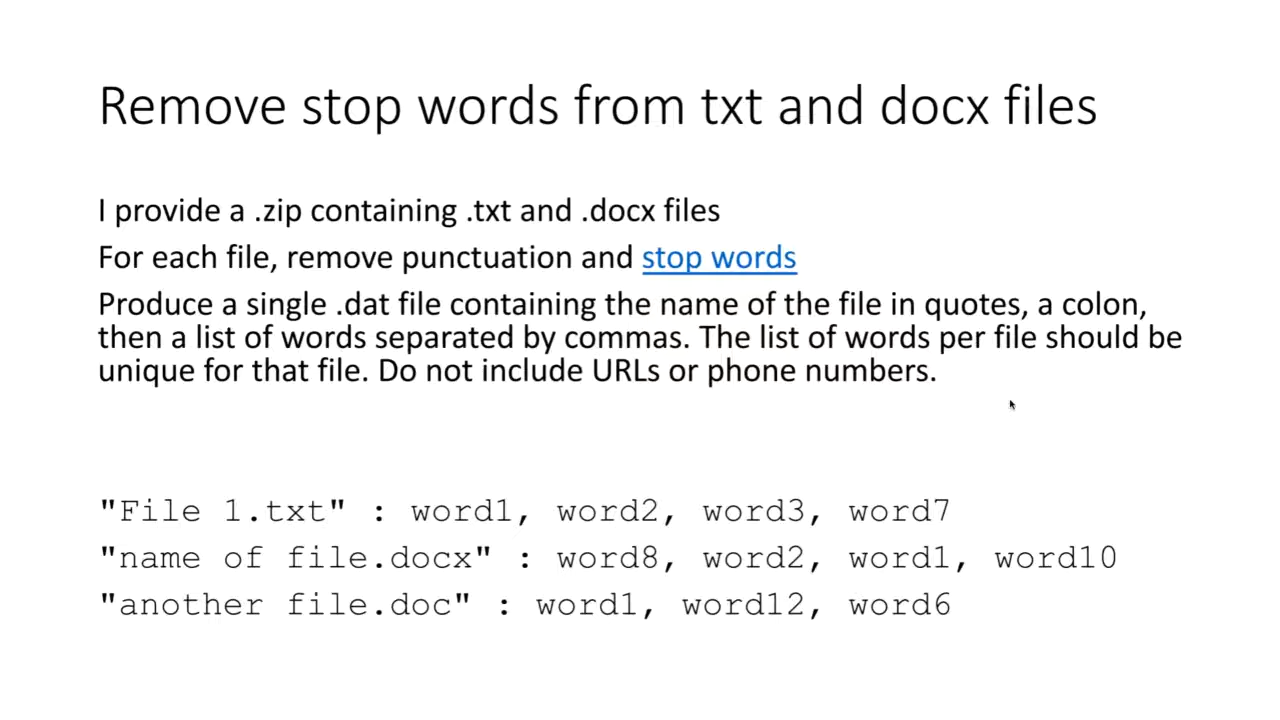 Remove stop words from txt and docx files
I provide a .zip containing .txt and .docx files
For each file, remove punctuation and stop words
Produce a single .dat file containing the name of the file in quotes, a colon,
then a list of words separated by commas. The list of words per file should be
unique for that file. Do not include URLs or phone numbers.
"File 1.txt" : word1, word2, word3, word7
"name of file.docx" : word8, word2, word1, word10
"another file.doc" : word1, word12, word6